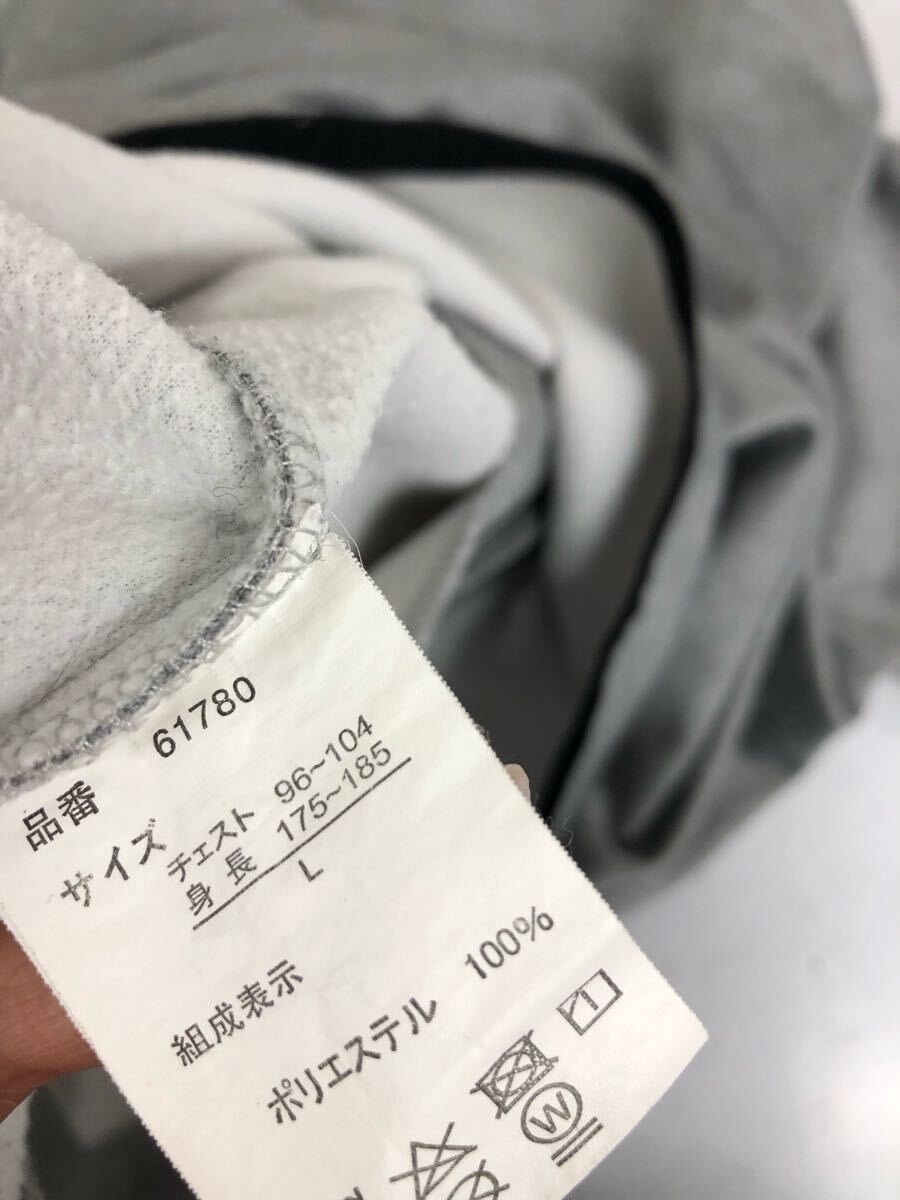 品番 61780
サイズ チェスト 96~104
身長 175~185
L
組成表示
ポリエステル 100%
W